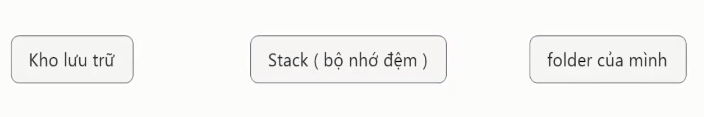 Kho lưu trữ
Stack ( bộ nhớ đệm )
folder của mình